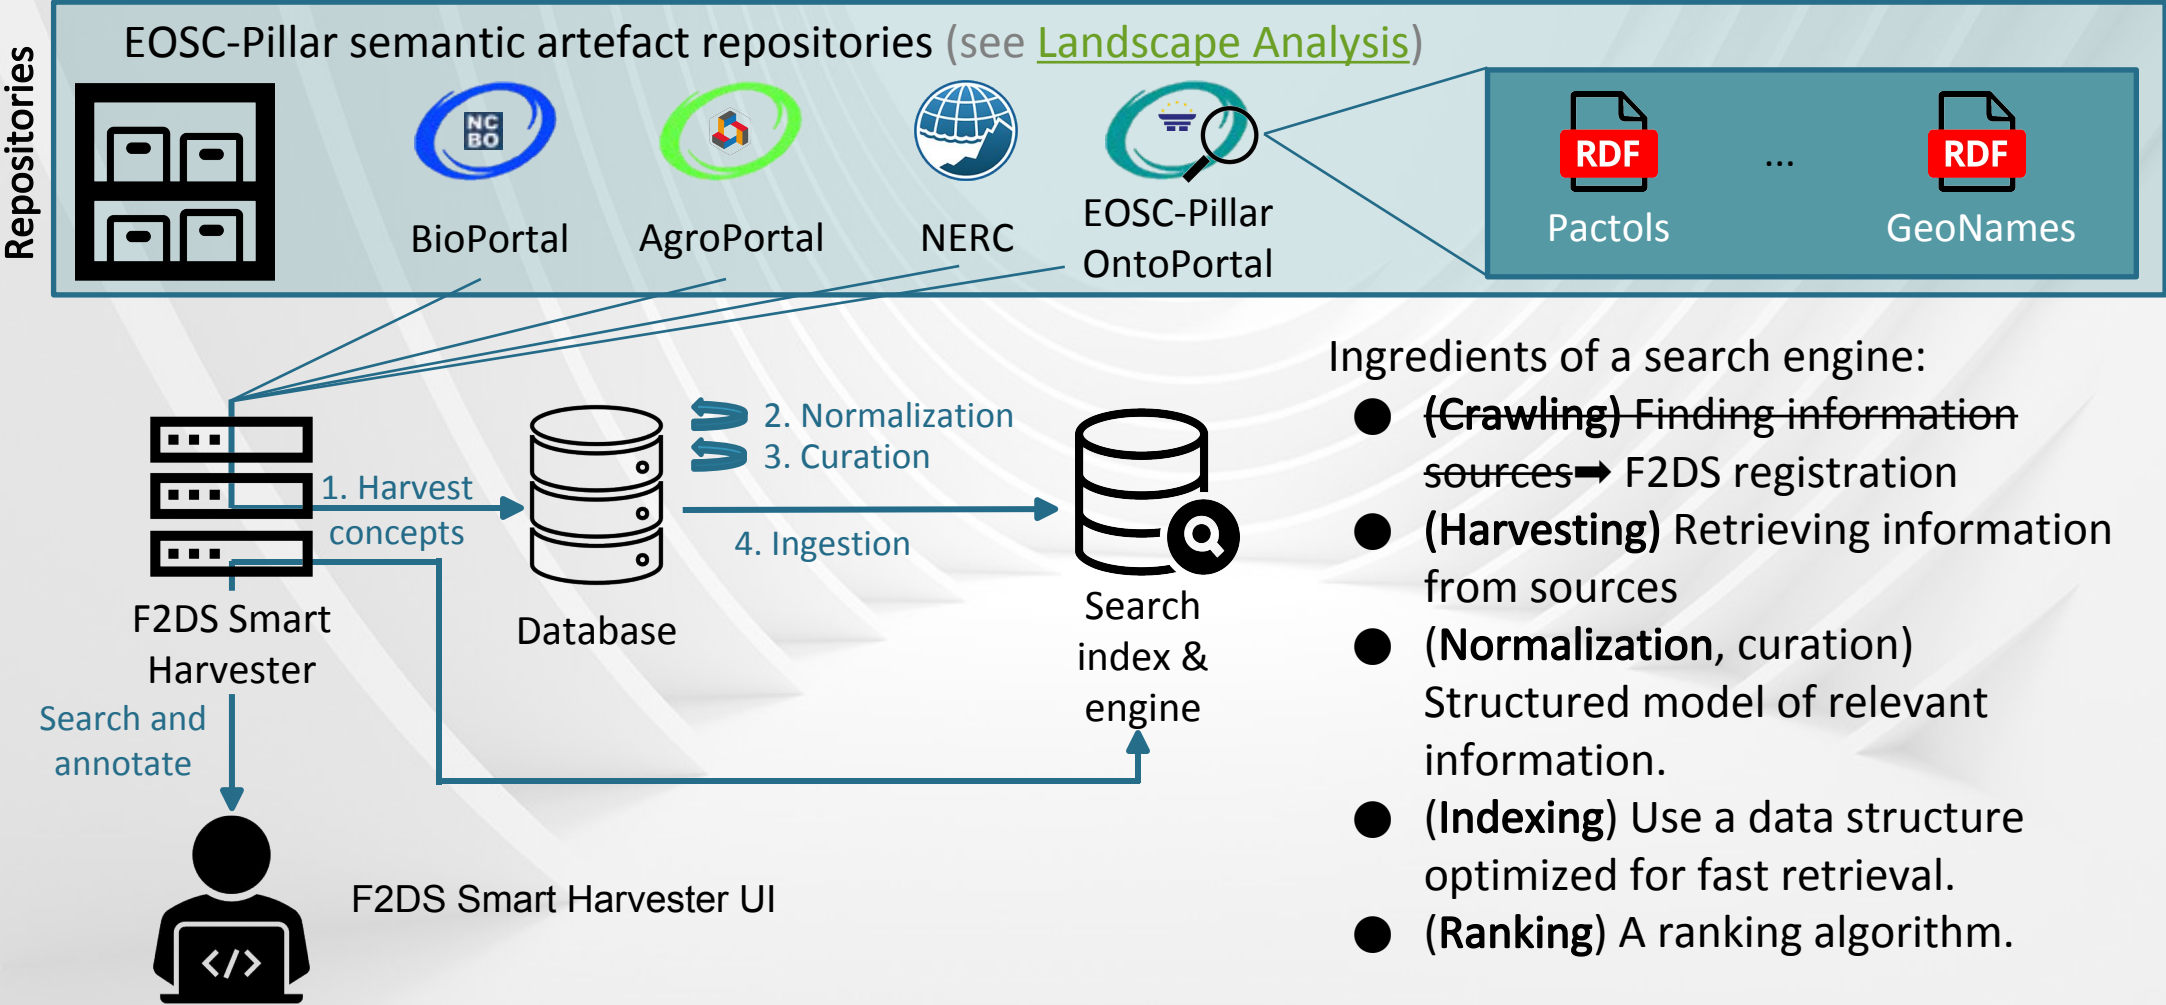 Repositories
EOSC-Pillar semantic artefact repositories (see Landscape Analysis)
NC
BO
BioPortal
AgroPortal
NERC
EOSC-Pillar
OntoPortal
RDF
...
RDF
Pactols
GeoNames
1. Harvest
concepts
2. Normalization
3. Curation
4. Ingestion
F2DS Smart
Harvester
Database
Search
index &
engine
Search and
annotate
</>
F2DS Smart Harvester UI
Ingredients of a search engine:
● (Crawling) Finding information
sources➡ F2DS registration
● (Harvesting) Retrieving information
from sources
● (Normalization, curation)
Structured model of relevant
information.
● (Indexing) Use a data structure
optimized for fast retrieval.
● (Ranking) A ranking algorithm.